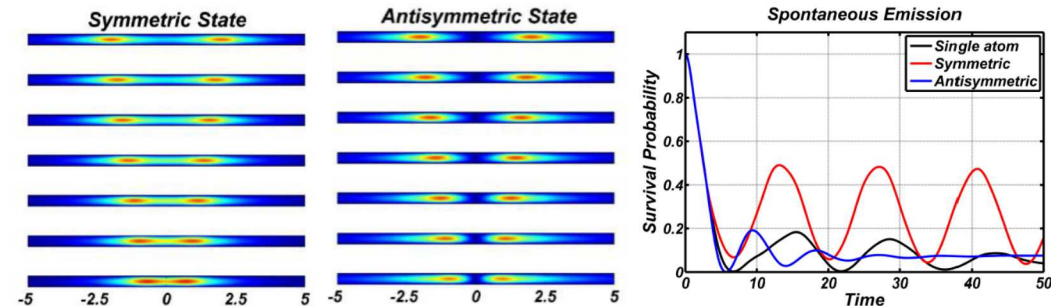 Symmetric State
-5 -2.5 0 2.5 5
Antisymmetric State
-5 -2.5 0 2.5 5
Spontaneous Emission
Survival Probability
1
0.8
0.6
0.4
0.2
0
Single atom
Symmetric
Antisymmetric
0 10 20 30 40 50
Time